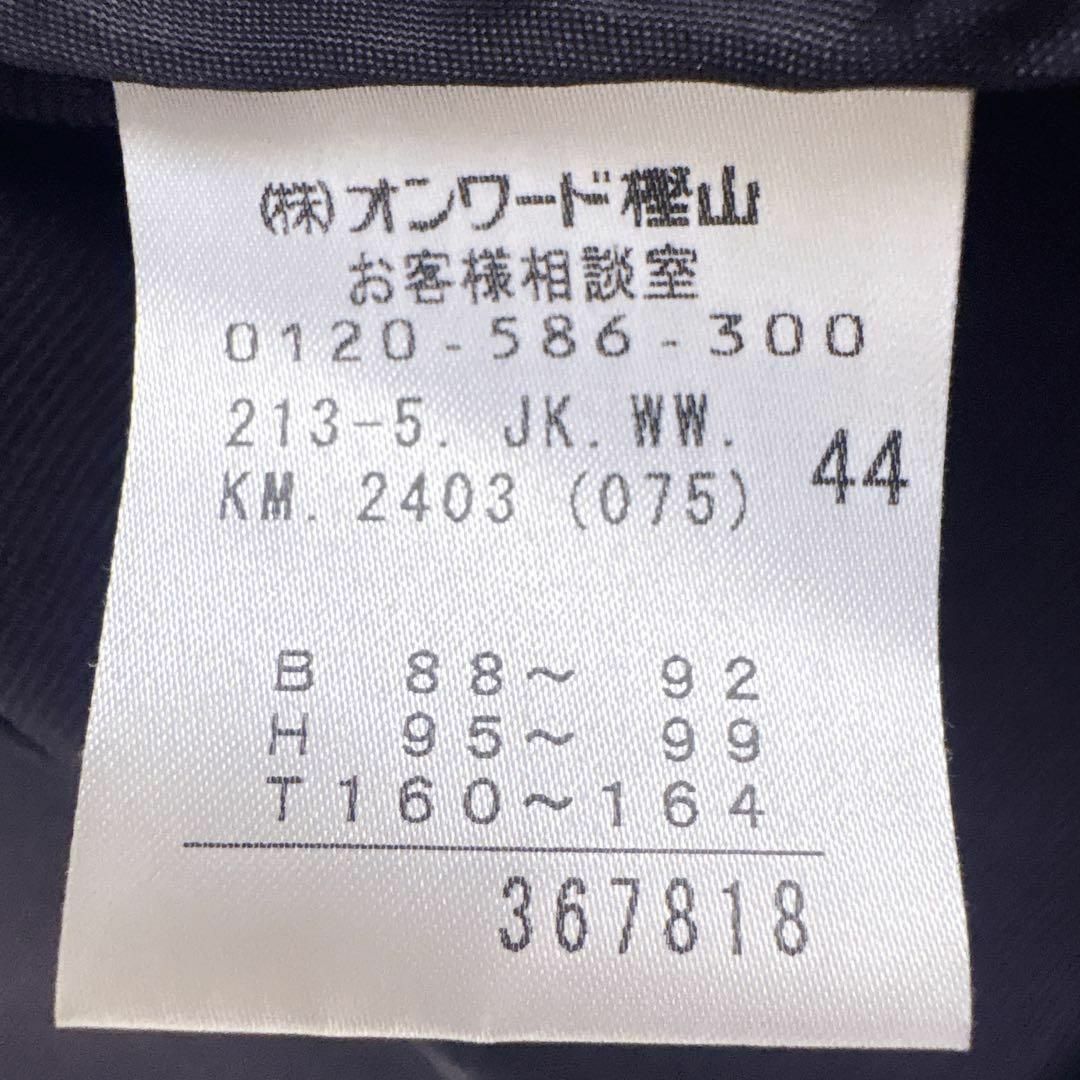 (株)オンワード樫山
お客様相談室
0120-586-300
213-5. JK. WW.
KM. 2403 (075) 44
B 88~ 92
H 95~ 99
T160~164
367818